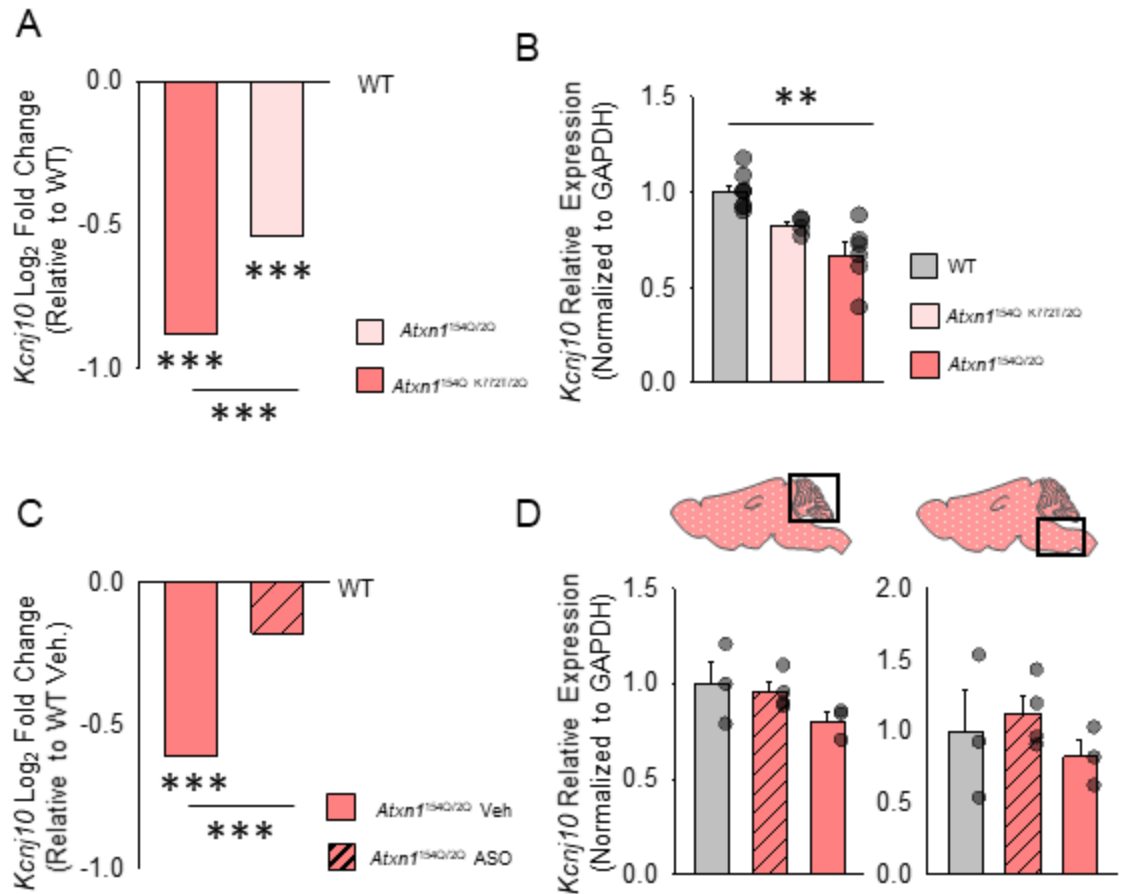 A
Kcnj10 Log2 Fold Change
(Relative to WT)
0.0
-0.5
-1.0
WT
***
***
***
Atxn1154Q/2Q
Atxn1154Q K772T/2Q
B
Kcnj10 Relative Expression
(Normalized to GAPDH)
1.5
1.0
0.5
0.0
**
WT
Atxn1154Q K772T/2Q
Atxn1154Q/2Q
C
Kcnj10 Log2 Fold Change
(Relative to WT Veh.)
0.0
-0.5
-1.0
WT
***
***
Atxn1154Q/2Q Veh
Atxn1154Q/2Q ASO
D
Kcnj10 Relative Expression
(Normalized to GAPDH)
1.5
1.0
0.5
0.0
2.0
1.5
1.0
0.5
0.0